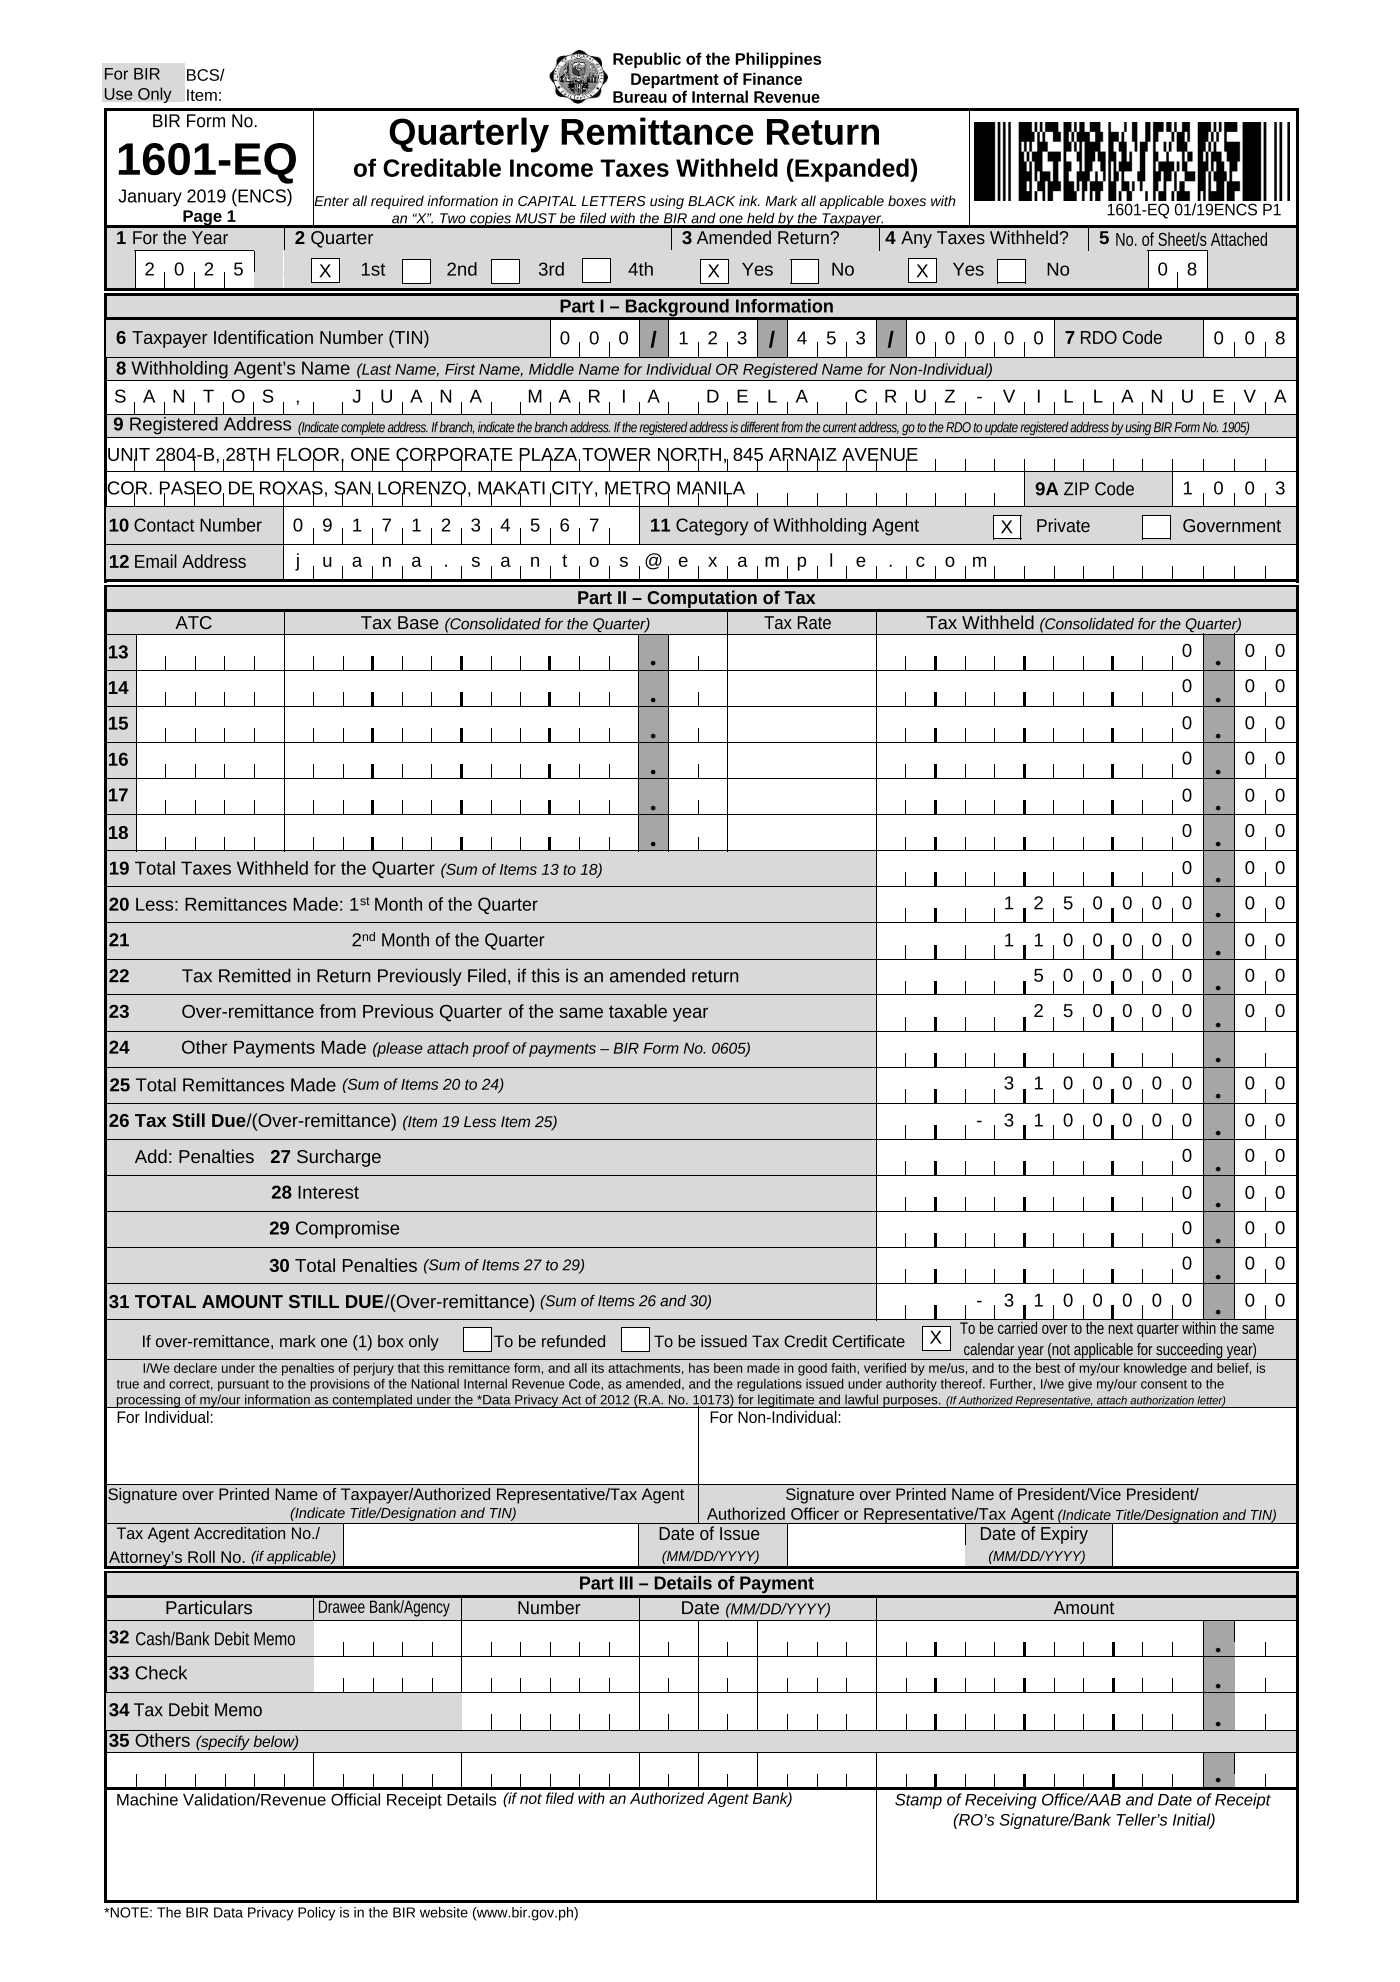 For BIR Use Only
BCS/
Item:
Republic of the Philippines
Department of Finance
Bureau of Internal Revenue
BIR Form No.
1601-EQ
January 2019 (ENCS)
Page 1
Quarterly Remittance Return
of Creditable Income Taxes Withheld (Expanded)
Enter all required information in CAPITAL LETTERS using BLACK ink. Mark all applicable boxes with
an “X”. Two copies MUST be filed with the BIR and one held by the Taxpayer.
1601-EQ 01/19ENCS P1
1 For the Year
2 Quarter
3 Amended Return?
4 Any Taxes Withheld?
5 No. of Sheet/s Attached
2 0 2 5
X 1st 2nd 3rd 4th
X Yes No
X Yes No
0 8
Part I – Background Information
6 Taxpayer Identification Number (TIN) 0 0 0 / 1 2 3 / 4 5 3 / 0 0 0 0 0 7 RDO Code 0 0 8
8 Withholding Agent’s Name (Last Name, First Name, Middle Name for Individual OR Registered Name for Non-Individual)
S A N T O S , J U A N A M A R I A D E L A C R U Z - V I L L A N U E V A
9 Registered Address (Indicate complete address. If branch, indicate the branch address. If the registered address is different from the current address, go to the RDO to update registered address by using BIR Form No. 1905)
UNIT 2804-B, 28TH FLOOR, ONE CORPORATE PLAZA TOWER NORTH, 845 ARNAIZ AVENUE
COR. PASEO DE ROXAS, SAN LORENZO, MAKATI CITY, METRO MANILA 9A ZIP Code 1 0 0 3
10 Contact Number 0 9 1 7 1 2 3 4 5 6 7 11 Category of Withholding Agent X Private Government
12 Email Address j u a n a . s a n t o s @ e x a m p l e . c o m
Part II – Computation of Tax
ATC Tax Base (Consolidated for the Quarter) Tax Rate Tax Withheld (Consolidated for the Quarter)
13 . 0 . 0 0
14 . 0 . 0 0
15 . 0 . 0 0
16 . 0 . 0 0
17 . 0 . 0 0
18 . 0 . 0 0
19 Total Taxes Withheld for the Quarter (Sum of Items 13 to 18) 0 . 0 0
20 Less: Remittances Made: 1st Month of the Quarter 1 2 5 0 0 0 0 . 0 0
21 2nd Month of the Quarter 1 1 0 0 0 0 0 . 0 0
22 Tax Remitted in Return Previously Filed, if this is an amended return 5 0 0 0 0 0 . 0 0
23 Over-remittance from Previous Quarter of the same taxable year 2 5 0 0 0 0 . 0 0
24 Other Payments Made (please attach proof of payments – BIR Form No. 0605) .
25 Total Remittances Made (Sum of Items 20 to 24) 3 1 0 0 0 0 0 . 0 0
26 Tax Still Due/(Over-remittance) (Item 19 Less Item 25) - 3 1 0 0 0 0 0 . 0 0
Add: Penalties 27 Surcharge 0 . 0 0
28 Interest 0 . 0 0
29 Compromise 0 . 0 0
30 Total Penalties (Sum of Items 27 to 29) 0 . 0 0
31 TOTAL AMOUNT STILL DUE/(Over-remittance) (Sum of Items 26 and 30) - 3 1 0 0 0 0 0 . 0 0
If over-remittance, mark one (1) box only To be refunded To be issued Tax Credit Certificate X To be carried over to the next quarter within the same
calendar year (not applicable for succeeding year)
I/We declare under the penalties of perjury that this remittance form, and all its attachments, has been made in good faith, verified by me/us, and to the best of my/our knowledge and belief, is
true and correct, pursuant to the provisions of the National Internal Revenue Code, as amended, and the regulations issued under authority thereof. Further, I/we give my/our consent to the
processing of my/our information as contemplated under the *Data Privacy Act of 2012 (R.A. No. 10173) for legitimate and lawful purposes. (If Authorized Representative, attach authorization letter)
For Individual:
For Non-Individual:
Signature over Printed Name of Taxpayer/Authorized Representative/Tax Agent
(Indicate Title/Designation and TIN)
Signature over Printed Name of President/Vice President/
Authorized Officer or Representative/Tax Agent (Indicate Title/Designation and TIN)
Tax Agent Accreditation No./
Attorney’s Roll No. (if applicable)
Date of Issue
(MM/DD/YYYY)
Date of Expiry
(MM/DD/YYYY)
Part III – Details of Payment
Particulars Drawee Bank/Agency Number Date (MM/DD/YYYY) Amount
32 Cash/Bank Debit Memo .
33 Check .
34 Tax Debit Memo .
35 Others (specify below)
.
Machine Validation/Revenue Official Receipt Details (if not filed with an Authorized Agent Bank)
Stamp of Receiving Office/AAB and Date of Receipt
(RO’s Signature/Bank Teller’s Initial)
*NOTE: The BIR Data Privacy Policy is in the BIR website (www.bir.gov.ph)